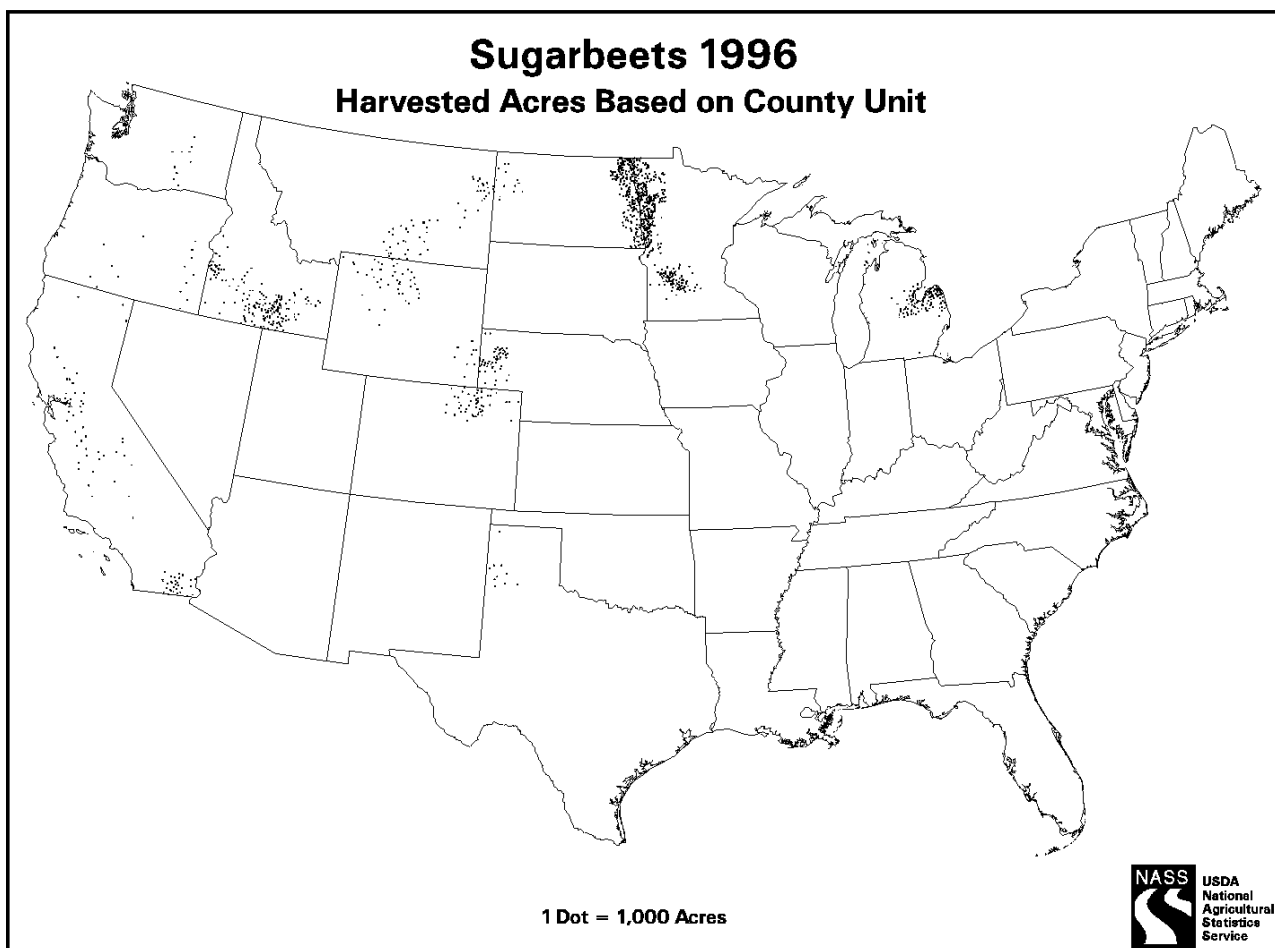 Sugarbeets 1996
Harvested Acres Based on County Unit
1 Dot = 1,000 Acres
NASS
USDA
National
Agricultural
Statistics
Service